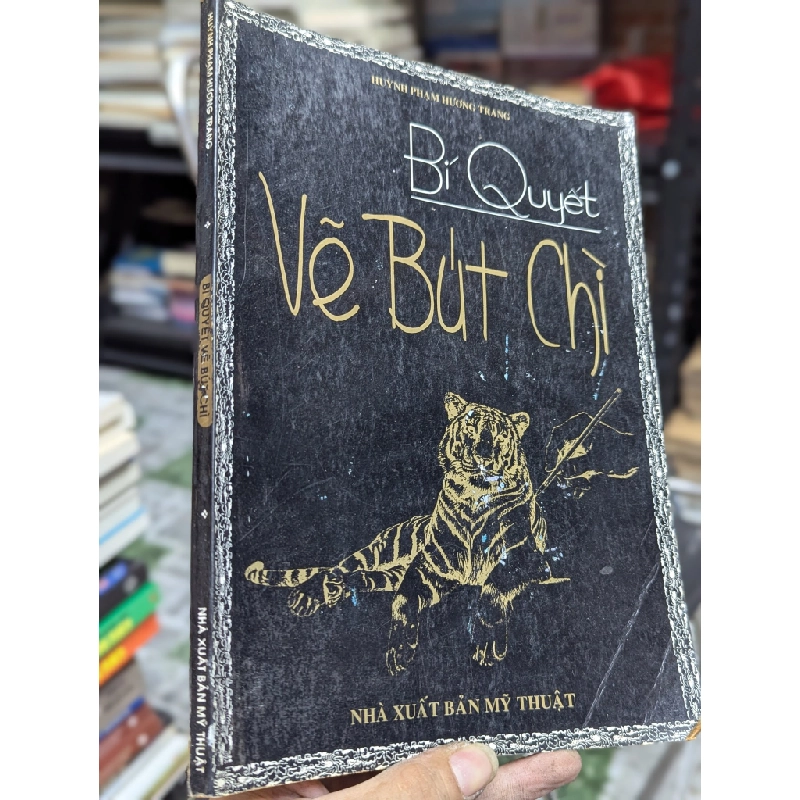 HUỲNH PHẠM HƯƠNG TRANG
Bí Quyết
Vẽ Bút Chì
NHÀ XUẤT BẢN MỸ THUẬT
HUỲNH PHẠM HƯƠNG TRANG
BÍ QUYẾT VẼ BÚT CHÌ
NHÀ XUẤT BẢN MỸ THUẬT